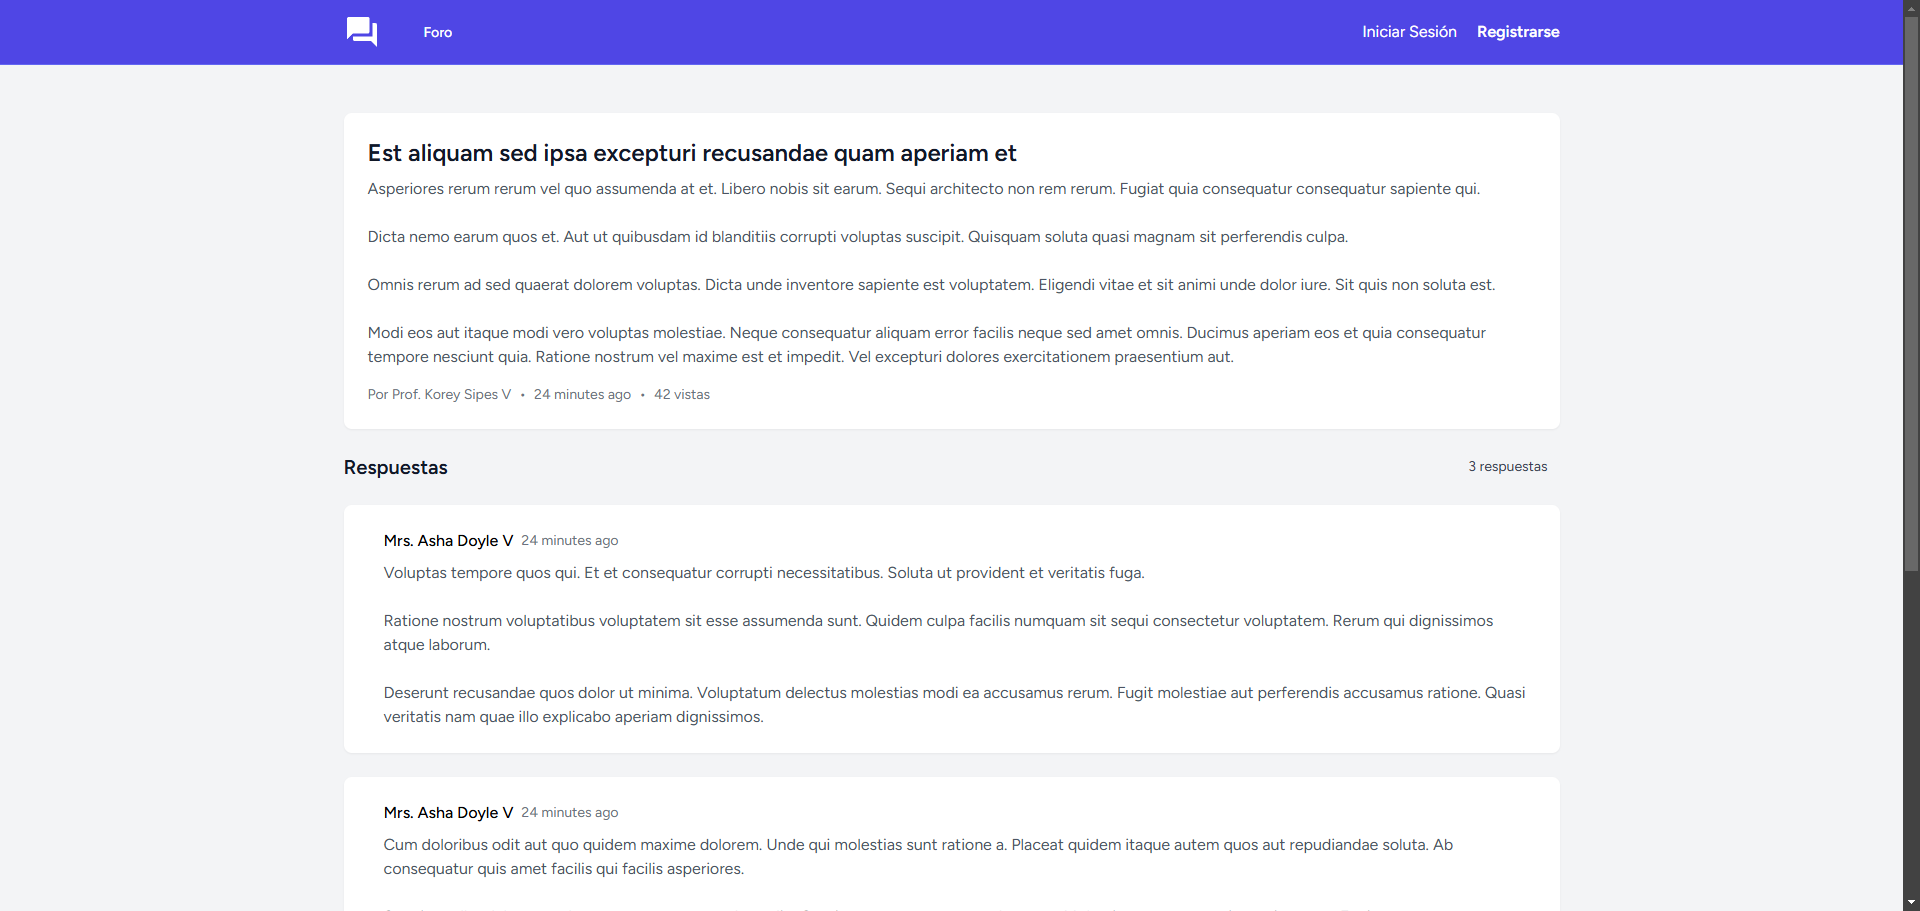 Foro
Iniciar Sesión
Registrarse
Est aliquam sed ipsa excepturi recusandae quam aperiam et
Asperiores rerum rerum vel quo assumenda at et. Libero nobis sit earum. Sequi architecto non rem rerum. Fugiat quia consequatur consequatur sapiente qui.
Dicta nemo earum quos et. Aut ut quibusdam id blanditiis corrupti voluptas suscipit. Quisquam soluta quasi magnam sit perferendis culpa.
Omnis rerum ad sed quaerat dolorem voluptas. Dicta unde inventore sapiente est voluptatem. Eligendi vitae et sit animi unde dolor iure. Sit quis non soluta est.
Modi eos aut itaque modi vero voluptas molestiae. Neque consequatur aliquam error facilis neque sed amet omnis. Ducimus aperiam eos et quia consequatur
tempore nesciunt quia. Ratione nostrum vel maxime est et impedit. Vel excepturi dolores exercitationem praesentium aut.
Por Prof. Korey Sipes V • 24 minutes ago • 42 vistas
Respuestas
3 respuestas
Mrs. Asha Doyle V 24 minutes ago
Voluptas tempore quos qui. Et et consequatur corrupti necessitatibus. Soluta ut provident et veritatis fuga.
Ratione nostrum voluptatibus voluptatem sit esse assumenda sunt. Quidem culpa facilis numquam sit sequi consectetur voluptatem. Rerum qui dignissimos
atque laborum.
Deserunt recusandae quos dolor ut minima. Voluptatum delectus molestias modi ea accusamus rerum. Fugit molestiae aut perferendis accusamus ratione. Quasi
veritatis nam quae illo explicabo aperiam dignissimos.
Mrs. Asha Doyle V 24 minutes ago
Cum doloribus odit aut quo quidem maxime dolorem. Unde qui molestias sunt ratione a. Placeat quidem itaque autem quos aut repudiandae soluta. Ab
consequatur quis amet facilis qui facilis asperiores.